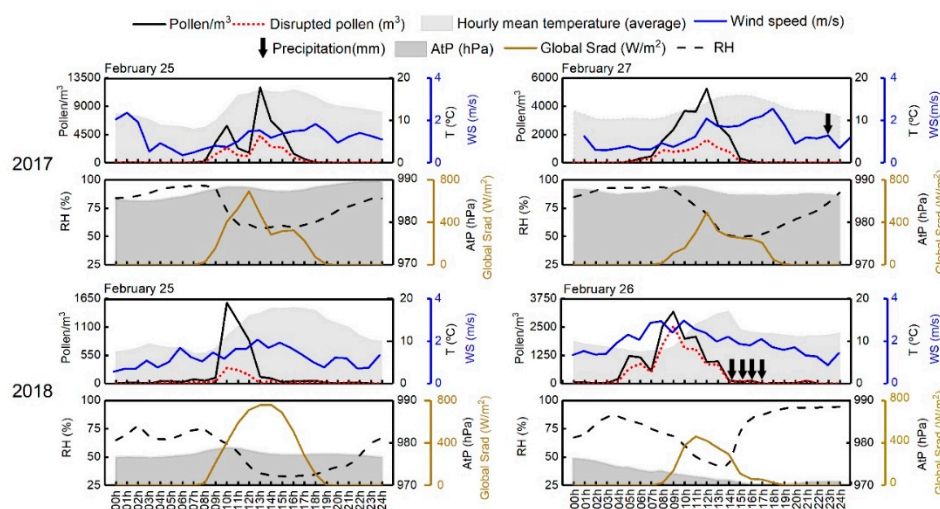 Pollen/m³ Disrupted pollen (m³) Hourly mean temperature (average) Wind speed (m/s)
Precipitation(mm) AtP (hPa) Global Srad (W/m²) RH
February 25
February 27
Pollen/m³
13500
9000
4500
0
20
10
0
T (ºC)
4
2
0
WS(m/s)
Pollen/m³
6000
4000
2000
0
20
10
0
T (ºC)
4
2
0
WS (m/s)
2017
RH (%)
100
75
50
25
990
980
970
AtP (hPa)
800
400
0
Global Srad (W/m²)
RH (%)
100
75
50
25
990
980
970
AtP (hPa)
800
400
0
Global Srad (W/m²)
February 25
February 26
Pollen/m³
1650
1100
550
0
20
10
0
T (ºC)
4
2
0
WS (m/s)
Pollen/m³
3750
2500
1250
0
20
10
0
T (ºC)
4
2
0
WS (m/s)
2018
RH (%)
100
75
50
25
990
980
970
AtP (hPa)
800
400
0
Global Srad (W/m²)
RH (%)
100
75
50
25
990
980
970
AtP (hPa)
800
400
0
Global Srad (W/m²)
00h 01h 02h 03h 04h 05h 06h 07h 08h 09h 10h 11h 12h 13h 14h 15h 16h 17h 18h 19h 20h 21h 22h 23h 24h
00h 01h 02h 03h 04h 05h 06h 07h 08h 09h 10h 11h 12h 13h 14h 15h 16h 17h 18h 19h 20h 21h 22h 23h 24h